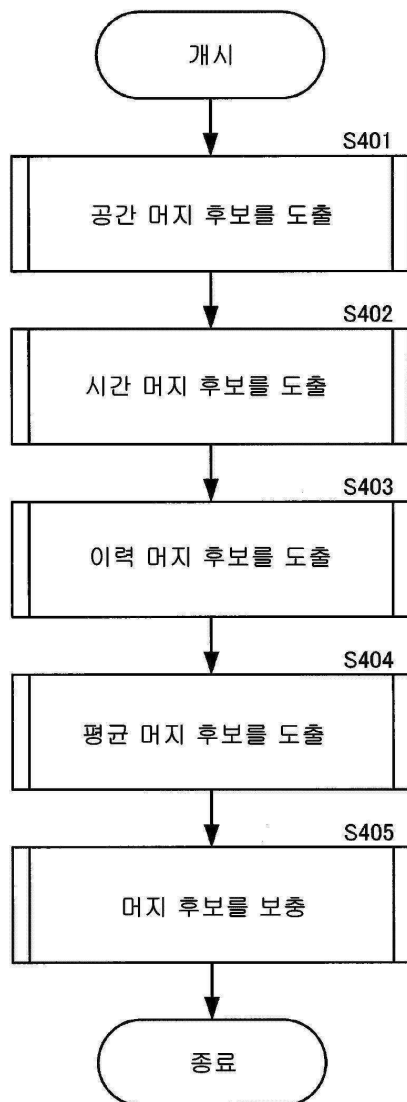 개시
S401
공간 머지 후보를 도출
S402
시간 머지 후보를 도출
S403
이력 머지 후보를 도출
S404
평균 머지 후보를 도출
S405
머지 후보를 보충
종료